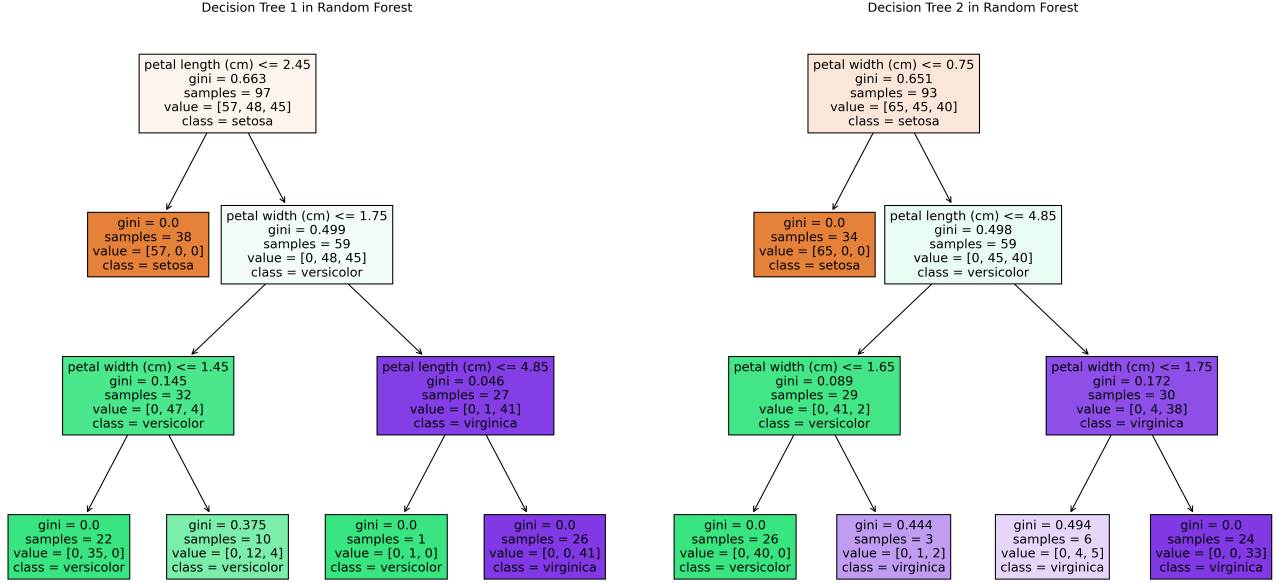 Decision Tree 1 in Random Forest
petal length (cm) <= 2.45
gini = 0.663
samples = 97
value = [57, 48, 45]
class = setosa
gini = 0.0
samples = 38
value = [57, 0, 0]
class = setosa
petal width (cm) <= 1.75
gini = 0.499
samples = 59
value = [0, 48, 45]
class = versicolor
petal width (cm) <= 1.45
gini = 0.145
samples = 32
value = [0, 47, 4]
class = versicolor
petal length (cm) <= 4.85
gini = 0.046
samples = 27
value = [0, 1, 41]
class = virginica
gini = 0.0
samples = 22
value = [0, 35, 0]
class = versicolor
gini = 0.375
samples = 10
value = [0, 12, 4]
class = versicolor
gini = 0.0
samples = 1
value = [0, 1, 0]
class = versicolor
gini = 0.0
samples = 26
value = [0, 0, 41]
class = virginica
Decision Tree 2 in Random Forest
petal width (cm) <= 0.75
gini = 0.651
samples = 93
value = [65, 45, 40]
class = setosa
gini = 0.0
samples = 34
value = [65, 0, 0]
class = setosa
petal length (cm) <= 4.85
gini = 0.498
samples = 59
value = [0, 45, 40]
class = versicolor
petal width (cm) <= 1.65
gini = 0.089
samples = 29
value = [0, 41, 2]
class = versicolor
petal width (cm) <= 1.75
gini = 0.172
samples = 30
value = [0, 4, 38]
class = virginica
gini = 0.0
samples = 26
value = [0, 40, 0]
class = versicolor
gini = 0.444
samples = 3
value = [0, 1, 2]
class = virginica
gini = 0.494
samples = 6
value = [0, 4, 5]
class = virginica
gini = 0.0
samples = 24
value = [0, 0, 33]
class = virginica